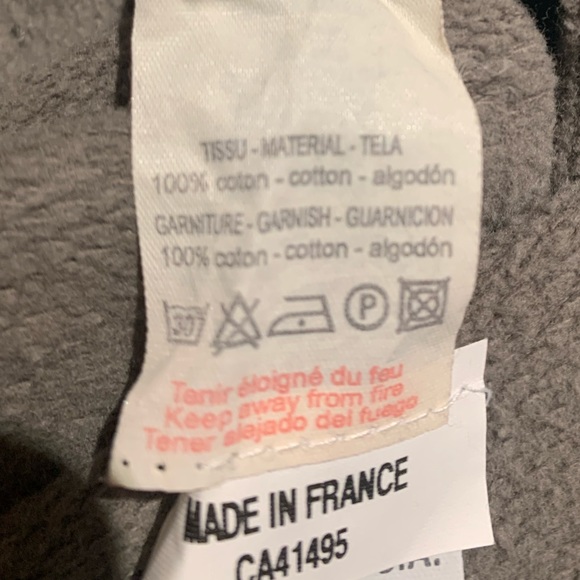 TISSU - MATERIAL - TELA
100% coton - cotton - algodón
GARNITURE - GARNISH - GUARNICION
100% coton - cotton - algodón
30 P
Tenir éloigné du feu
Keep away from fire
Tener alejado del fuego
MADE IN FRANCE
CA41495